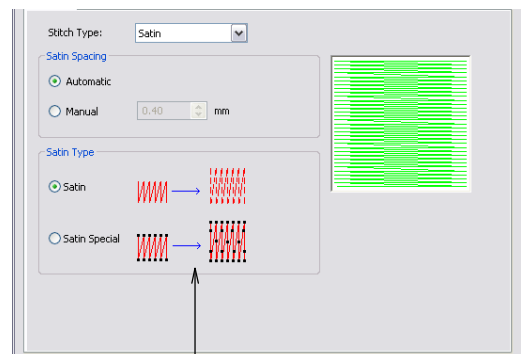 Stitch Type: Satin
Satin Spacing
Automatic
Manual 0.40 mm
Satin Type
Satin
Satin Special